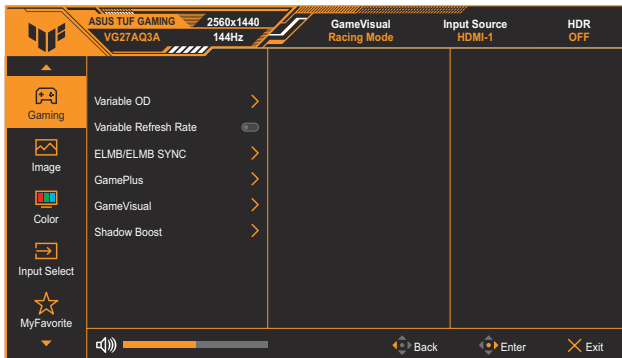 ASUS TUF GAMING 2560x1440 GameVisual Input Source HDR
VG27AQ3A 144Hz Racing Mode HDMI-1 OFF
Gaming
Image
Color
Input Select
MyFavorite
Variable OD
Variable Refresh Rate
ELMB/ELMB SYNC
GamePlus
GameVisual
Shadow Boost
Back Enter Exit